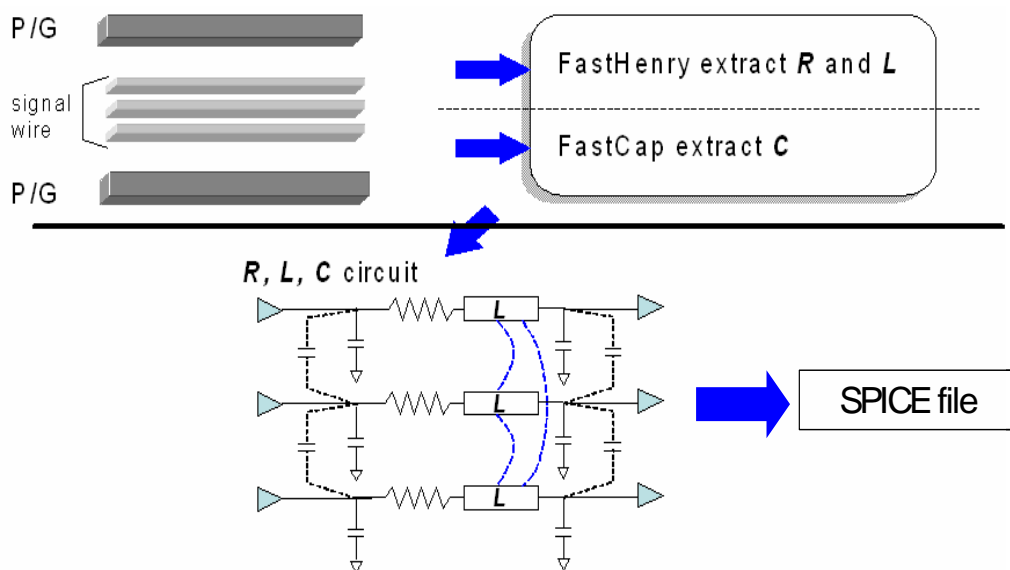 P/G
signal
wire
P/G
FastHenry extract R and L
FastCap extract C
R, L, C circuit
L
L
L
SPICE file